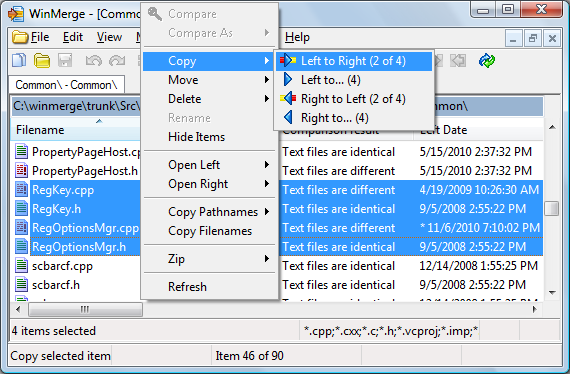 WinMerge - [Commo
File Edit View M Help
Common\ - Common\
C:\winmerge\trunk\Src\ ommon\
Filename Comparison result Left Date
PropertyPageHost.cpp Text files are identical 5/15/2010 2:37:32 PM
PropertyPageHost.h Text files are different 5/15/2010 2:37:32 PM
RegKey.cpp Text files are different 4/19/2009 10:26:30 AM
RegKey.h Text files are identical 9/5/2008 2:55:22 PM
RegOptionsMgr.cpp Text files are different *11/6/2010 7:10:02 PM
RegOptionsMgr.h Text files are identical 9/5/2008 2:55:22 PM
scbarcf.cpp Text files are identical 12/14/2008 1:55:25 PM
scbarcf.h Text files are identical 9/5/2008 2:55:22 PM
4 items selected *.cpp;*.cxx;*.c;*.h;*.vcproj;*.imp;*
Copy selected item Item 46 of 90
Compare
Compare As
Copy
Move
Delete
Rename
Hide Items
Open Left
Open Right
Copy Pathnames
Copy Filenames
Zip
Refresh
Left to Right (2 of 4)
Left to... (4)
Right to Left (2 of 4)
Right to... (4)